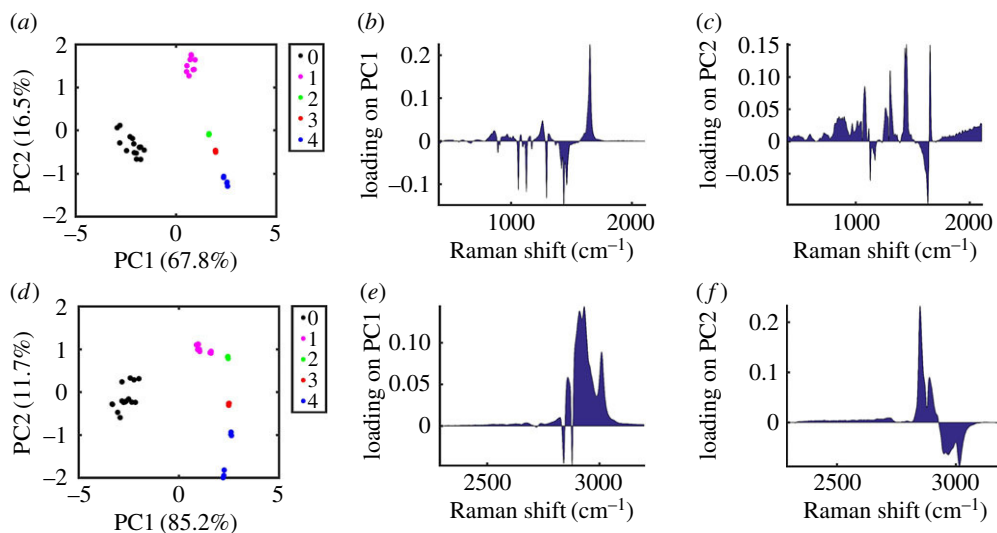 (a)
2
1
0
−1
−2
−5
0
5
PC2 (16.5%)
PC1 (67.8%)
0
1
2
3
4
(b)
0.2
0.1
0
−0.1
loading on PC1
1000
2000
Raman shift (cm⁻¹)
(c)
0.15
0.10
0.05
0
−0.05
loading on PC2
1000
2000
Raman shift (cm⁻¹)
(d)
2
1
0
−1
−2
−5
0
5
PC2 (11.7%)
PC1 (85.2%)
0
1
2
3
4
(e)
0.10
0.05
0
loading on PC1
2500
3000
Raman shift (cm⁻¹)
(f)
0.2
0.1
0
loading on PC2
2500
3000
Raman shift (cm⁻¹)